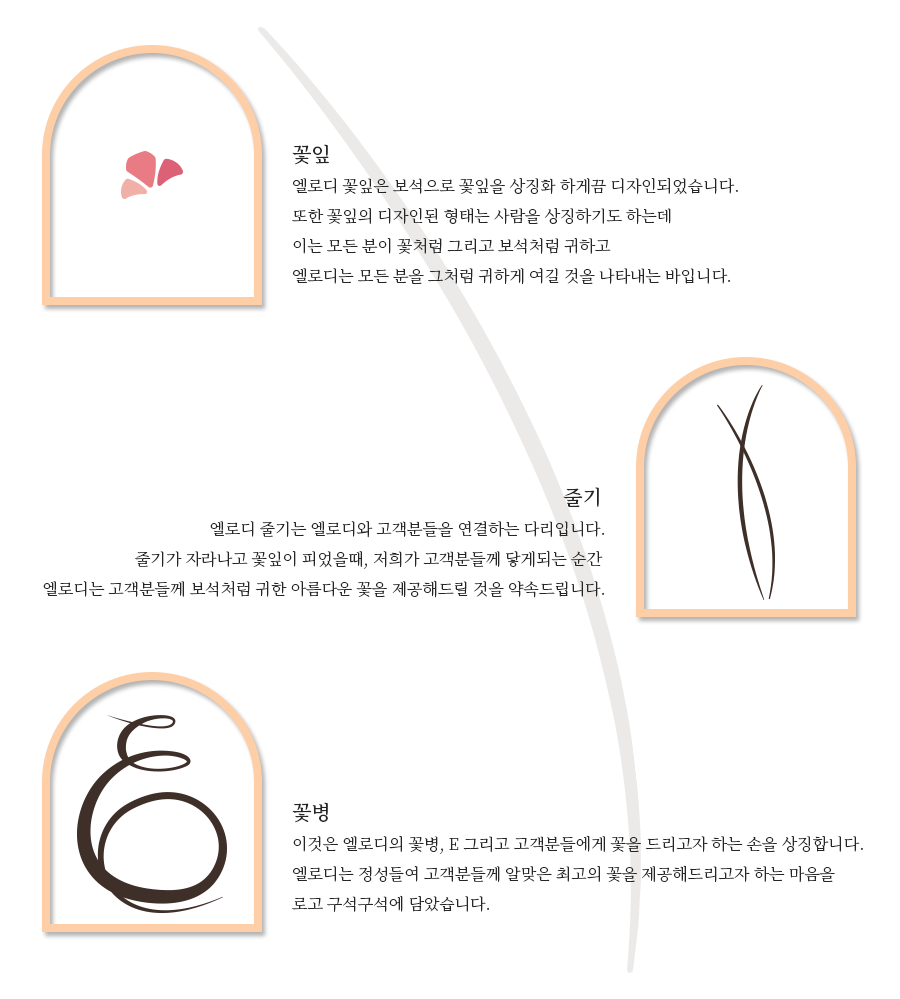 꽃잎
엘로디 꽃잎은 보석으로 꽃잎을 상징화 하게끔 디자인되었습니다.
또한 꽃잎의 디자인된 형태는 사람을 상징하기도 하는데
이는 모든 분이 꽃처럼 그리고 보석처럼 귀하고
엘로디는 모든 분을 그처럼 귀하게 여길 것을 나타내는 바입니다.
줄기
엘로디 줄기는 엘로디와 고객분들을 연결하는 다리입니다.
줄기가 자라나고 꽃잎이 피었을때, 저희가 고객분들께 닿게되는 순간
엘로디는 고객분들께 보석처럼 귀한 아름다운 꽃을 제공해드릴 것을 약속드립니다.
꽃병
이것은 엘로디의 꽃병, E 그리고 고객분들에게 꽃을 드리고자 하는 손을 상징합니다.
엘로디는 정성들여 고객분들께 알맞은 최고의 꽃을 제공해드리고자 하는 마음을
로고 구석구석에 담았습니다.